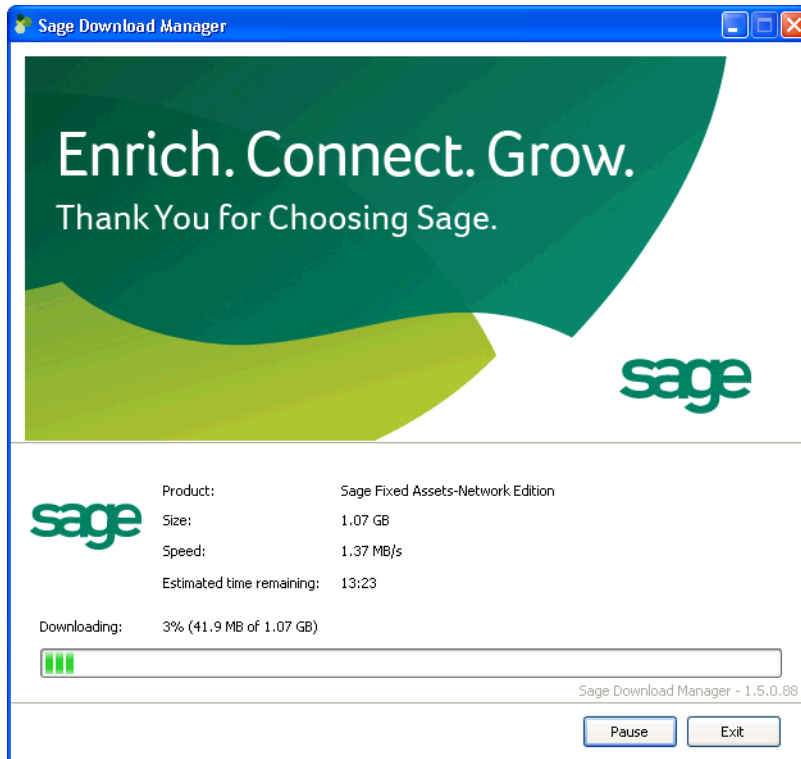 Sage Download Manager
Enrich. Connect. Grow.
Thank You for Choosing Sage.
sage
sage
Product: Sage Fixed Assets-Network Edition
Size: 1.07 GB
Speed: 1.37 MB/s
Estimated time remaining: 13:23
Downloading: 3% (41.9 MB of 1.07 GB)
Sage Download Manager - 1.5.0.88
Pause Exit